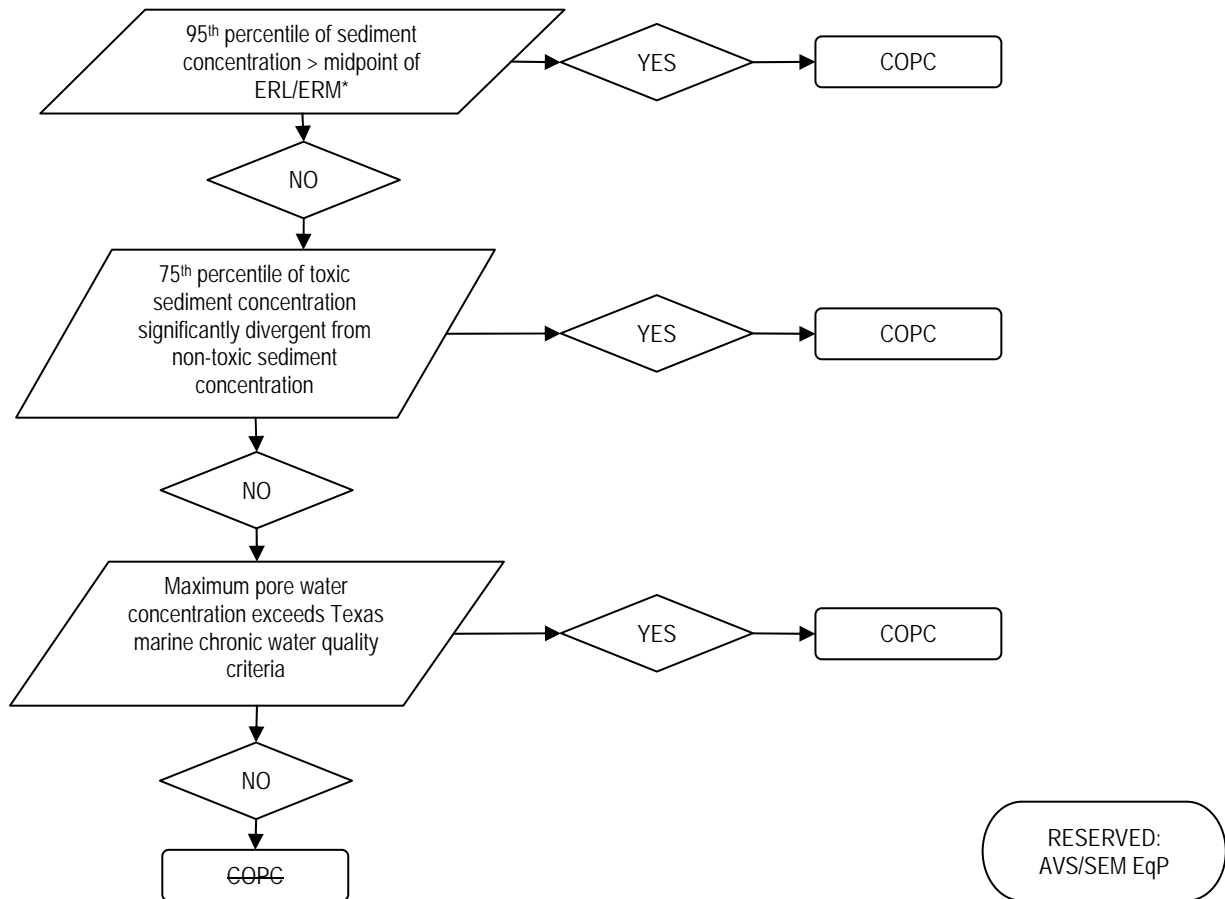 95th percentile of sediment
concentration > midpoint of
ERL/ERM*
YES
COPC
NO
75th percentile of toxic
sediment concentration
significantly divergent from
non-toxic sediment
concentration
YES
COPC
NO
Maximum pore water
concentration exceeds Texas
marine chronic water quality
criteria
YES
COPC
NO
COPC
RESERVED:
AVS/SEM EqP